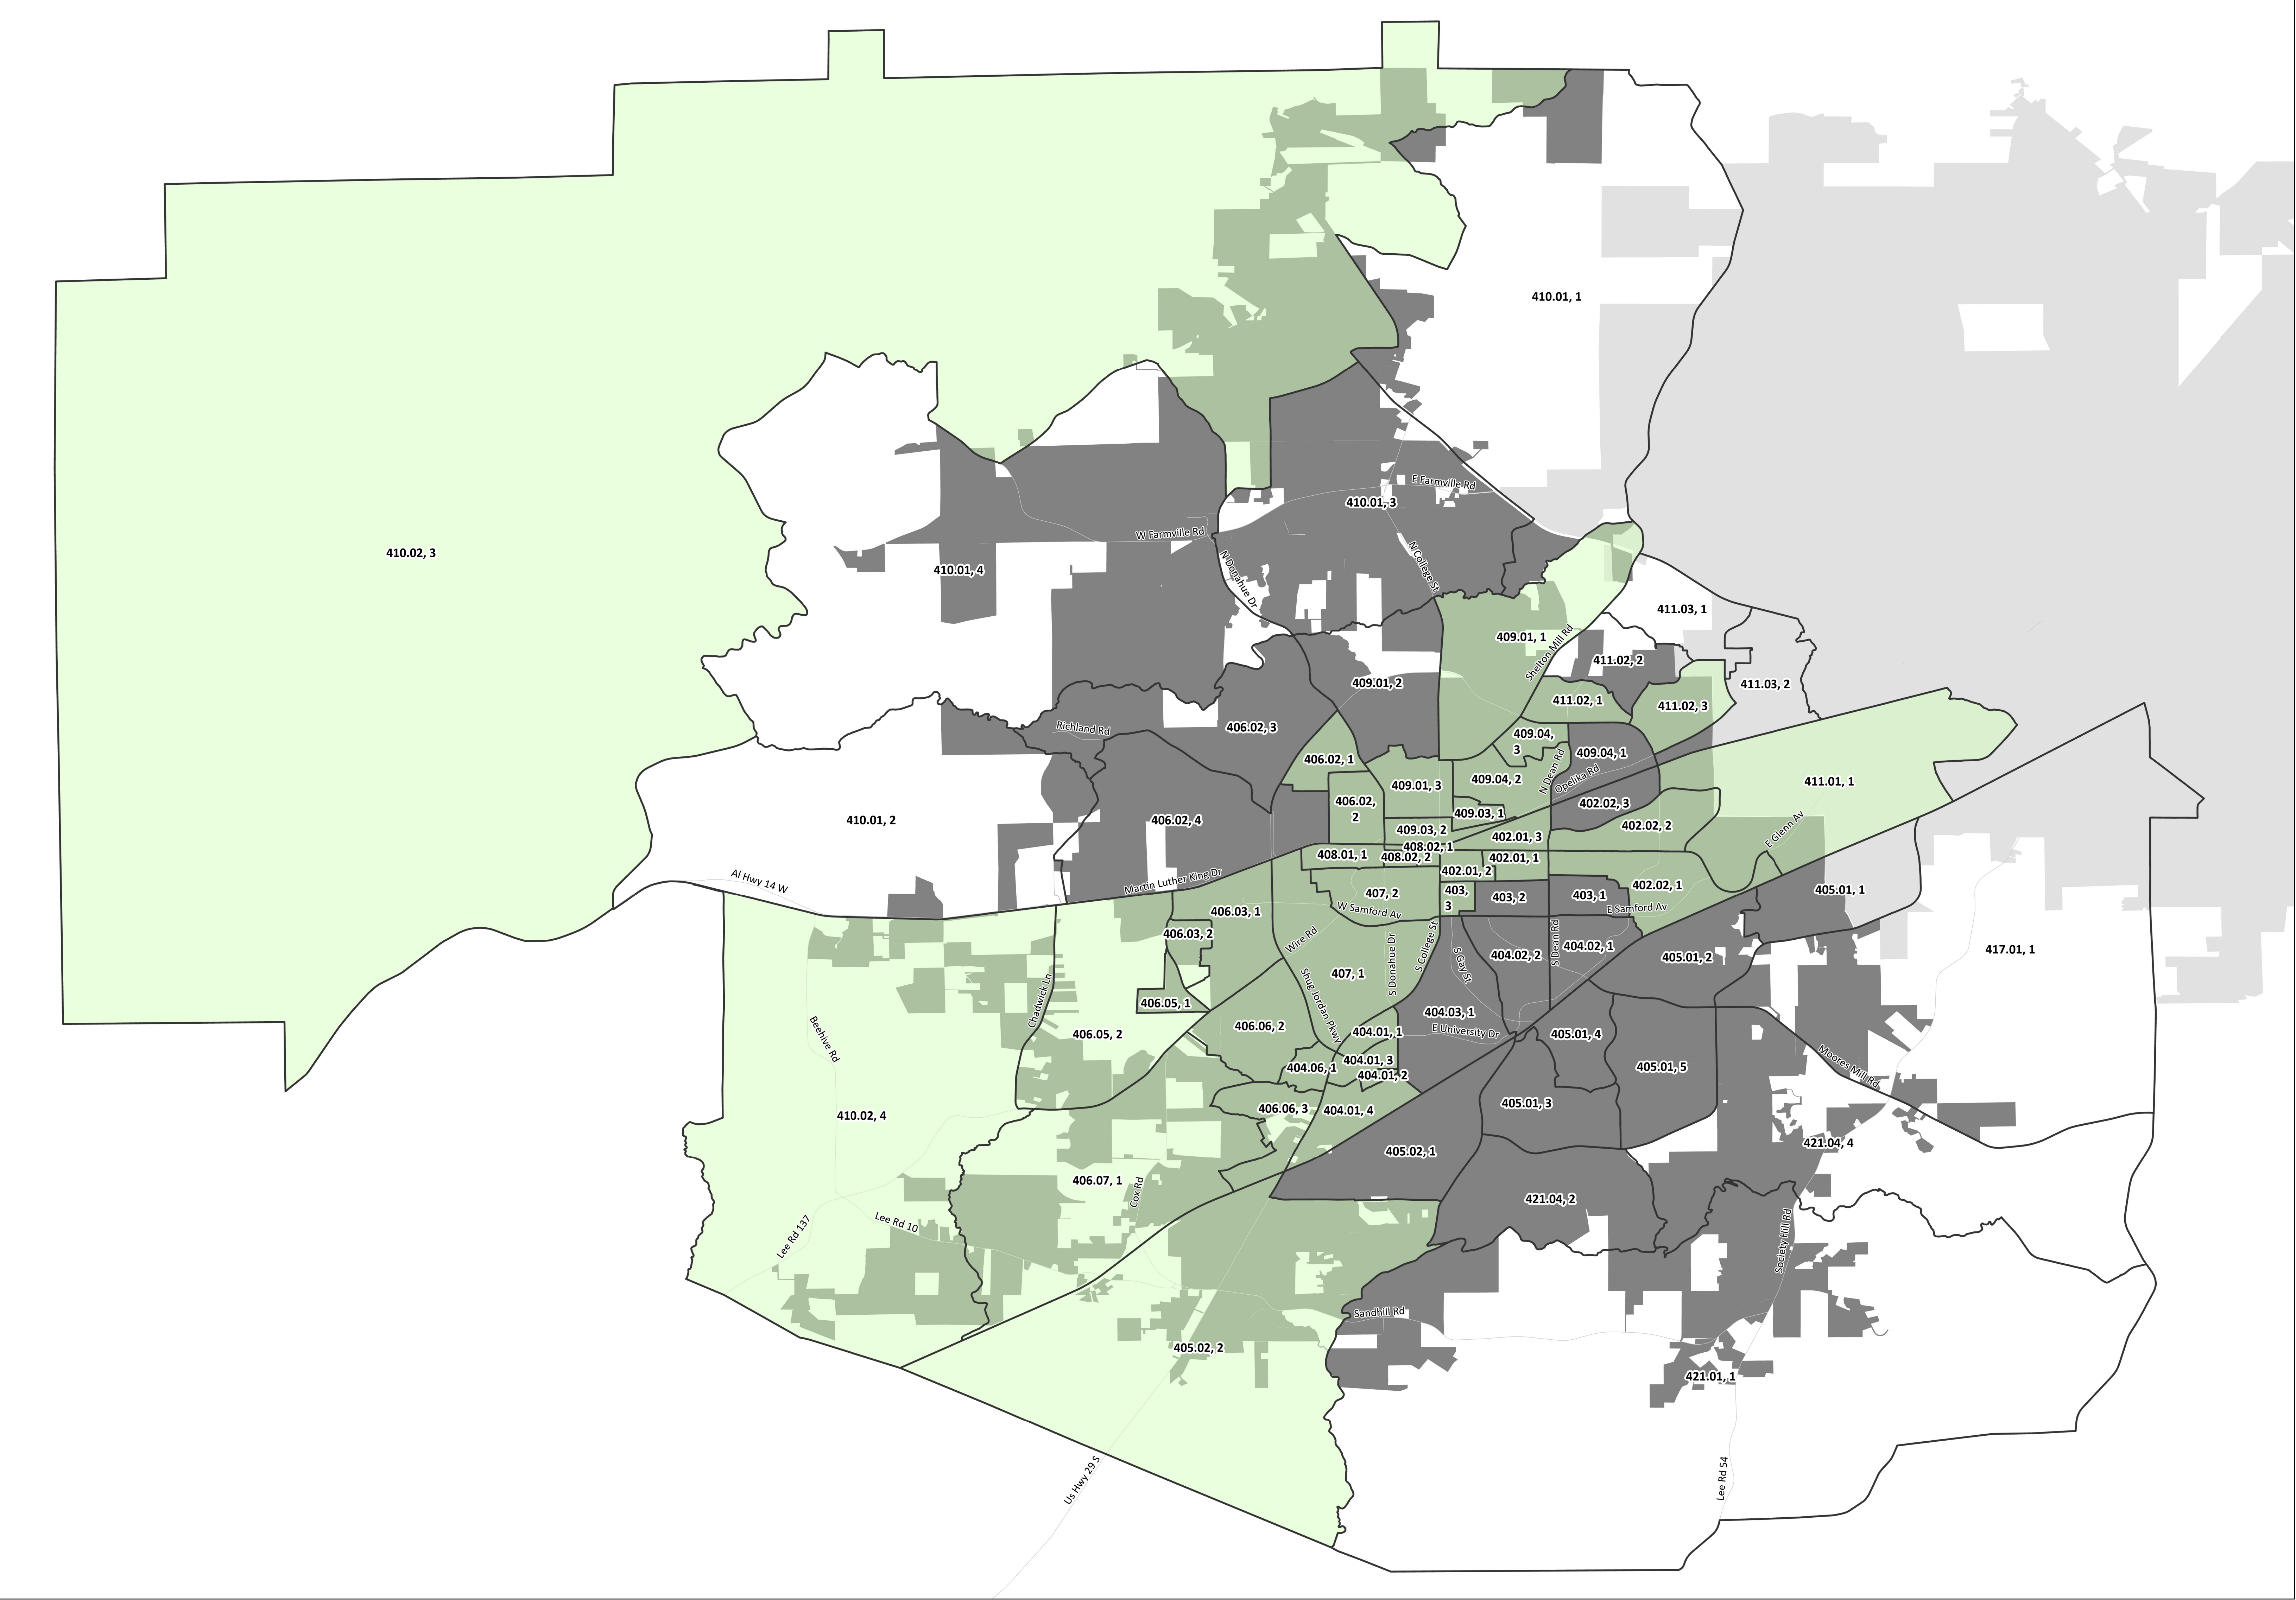 410.01, 1
E Farmville Rd
410.01, 3
W Farmville Rd
410.02, 3
410.01, 4
N Donahue Dr
N College St
411.03, 1
409.01, 1
Shelton Mill Rd
411.02, 2
409.01, 2
411.03, 2
411.02, 1
411.02, 3
Richland Rd
406.02, 3
409.04,
3
409.04, 1
406.02, 1
N Dean Rd
Opelika Rd
409.04, 2
411.01, 1
409.01, 3
406.02,
2
402.02, 3
409.03, 1
410.01, 2
406.02, 4
402.02, 2
409.03, 2
402.01, 3
E Glenn Av
408.02, 1
408.01, 1
408.02, 2
402.01, 1
402.01, 2
Al Hwy 14 W
Martin Luther King Dr
402.02, 1
405.01, 1
407, 2
403,
3
403, 2
403, 1
W Samford Av
E Samford Av
406.03, 1
406.03, 2
Wire Rd
S College St
S Dean Rd
404.02, 1
417.01, 1
404.02, 2
405.01, 2
S Donahue Dr
S Gay St
407, 1
Chadwick Ln
406.05, 1
Shug Jordan Pkwy
404.03, 1
406.06, 2
404.01, 1
E University Dr
406.05, 2
405.01, 4
Beehive Rd
404.01, 3
404.06, 1
404.01, 2
405.01, 5
Moores Mill Rd
405.01, 3
406.06, 3
404.01, 4
410.02, 4
421.04, 4
405.02, 1
406.07, 1
Cox Rd
421.04, 2
Lee Rd 10
Lee Rd 137
Society Hill Rd
Sandhill Rd
405.02, 2
421.01, 1
Us Hwy 29 S
Lee Rd 54